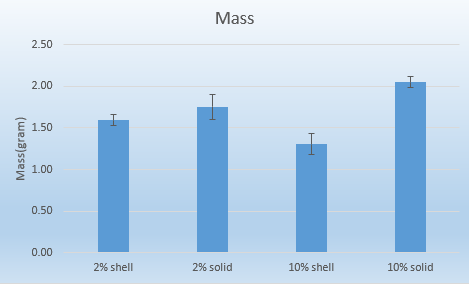 Mass
2.50
2.00
1.50
1.00
0.50
0.00
Mass(gram)
2% shell
2% solid
10% shell
10% solid